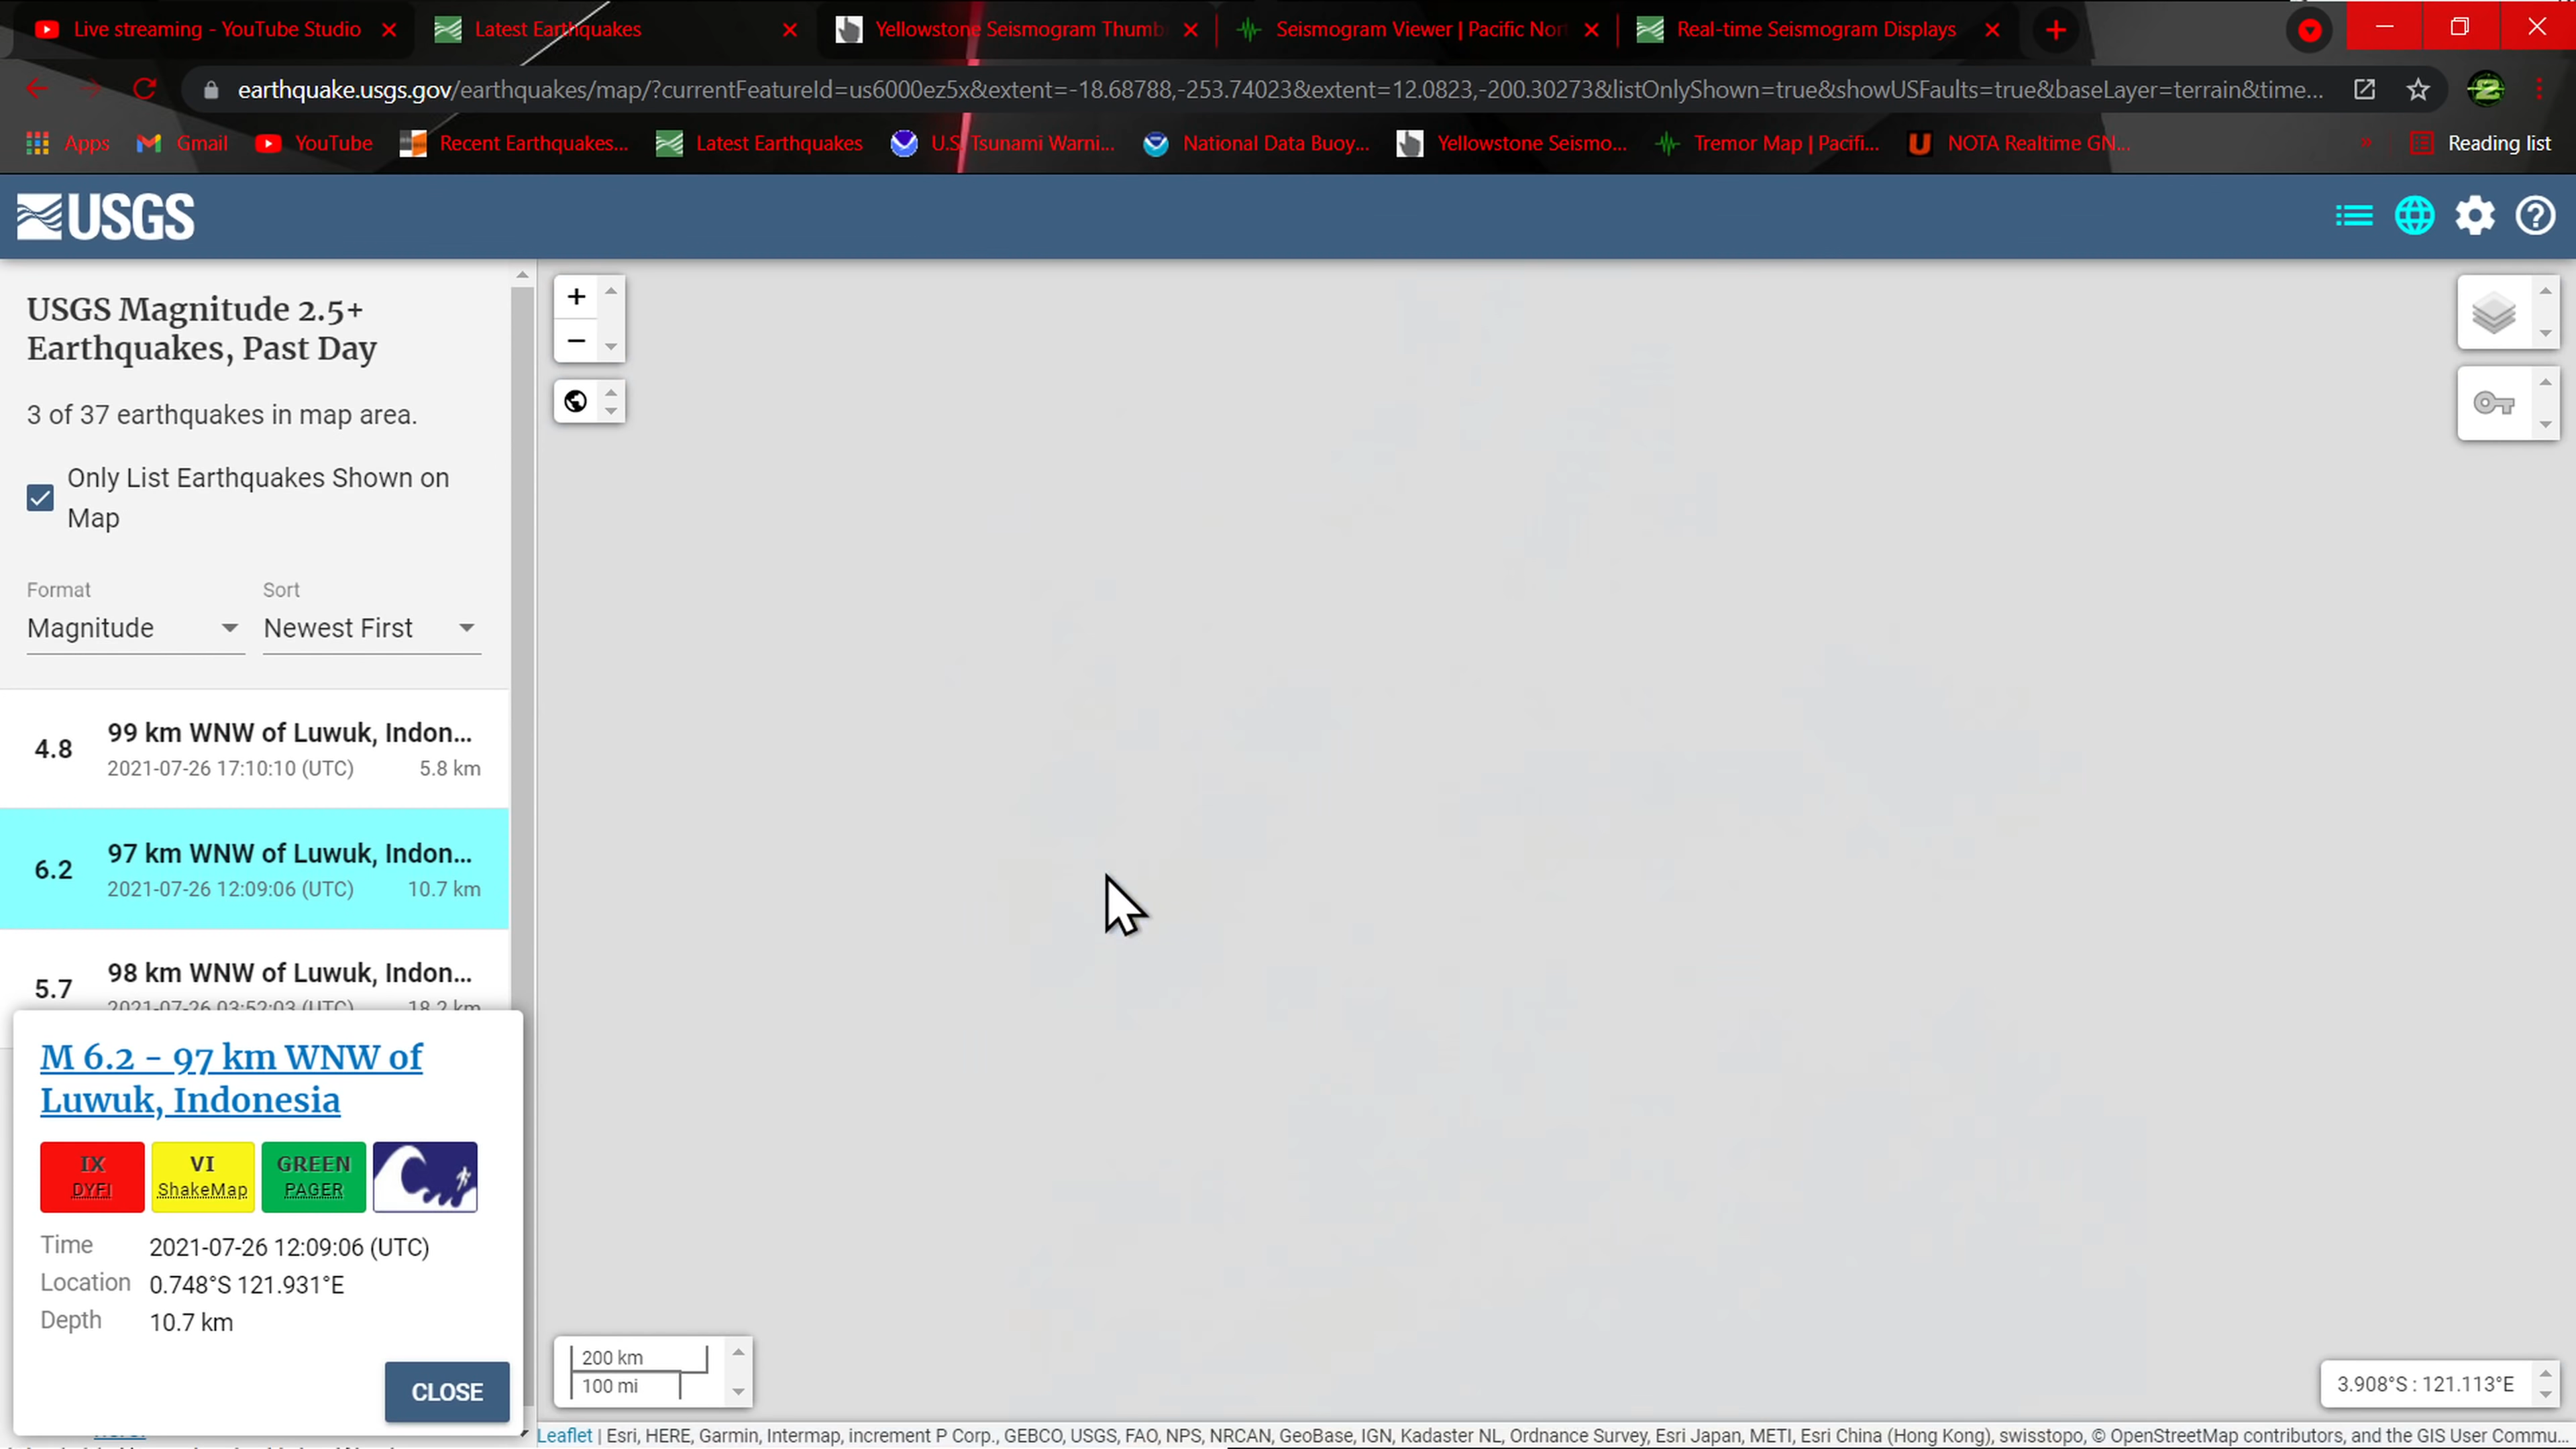 Live streaming - YouTube Studio
Latest Earthquakes
Yellowstone Seismogram Thumb
Seismogram Viewer | Pacific Nor
Real-time Seismogram Displays
earthquake.usgs.gov/earthquakes/map/?currentFeatureId=us6000ez5x&extent=-18.68788,-253.74023&extent=12.0823,-200.30273&listOnlyShown=true&showUSFaults=true&baseLayer=terrain&time...
Apps
Gmail
YouTube
Recent Earthquakes...
Latest Earthquakes
U.S. Tsunami Warni...
National Data Buoy...
Yellowstone Seismo...
Tremor Map | Pacifi...
NOTA Realtime GN...
Reading list
USGS
USGS Magnitude 2.5+
Earthquakes, Past Day
3 of 37 earthquakes in map area.
Only List Earthquakes Shown on
Map
Format
Sort
Magnitude
Newest First
4.8
99 km WNW of Luwuk, Indon...
2021-07-26 17:10:10 (UTC)
5.8 km
6.2
97 km WNW of Luwuk, Indon...
2021-07-26 12:09:06 (UTC)
10.7 km
5.7
98 km WNW of Luwuk, Indon...
2021-07-26 03:52:03 (UTC)
18.2 km
M 6.2 - 97 km WNW of
Luwuk, Indonesia
IX
DYFI
VI
ShakeMap
GREEN
PAGER
Time 2021-07-26 12:09:06 (UTC)
Location 0.748°S 121.931°E
Depth 10.7 km
CLOSE
+
−
200 km
100 mi
3.908°S : 121.113°E
Leaflet | Esri, HERE, Garmin, Intermap, increment P Corp., GEBCO, USGS, FAO, NPS, NRCAN, GeoBase, IGN, Kadaster NL, Ordnance Survey, Esri Japan, METI, Esri China (Hong Kong), swisstopo, © OpenStreetMap contributors, and the GIS User Commu...